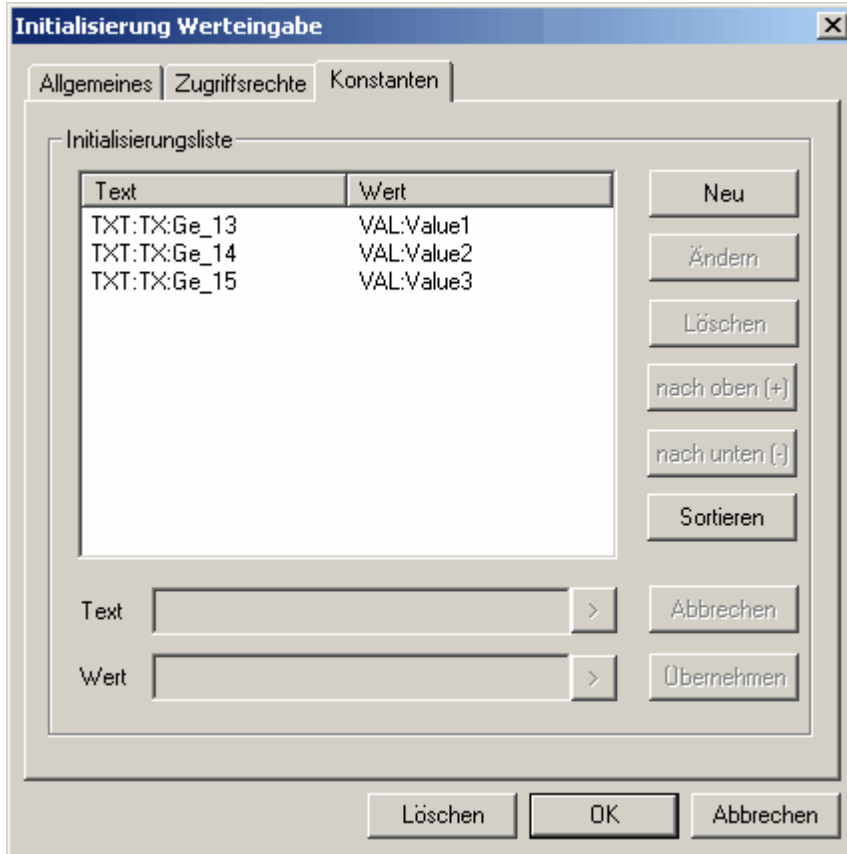 Initialisierung Werteingabe
Allgemeines Zugriffsrechte Konstanten
Initialisierungsliste
Text Wert
TXT:TX:Ge_13 VAL:Value1
TXT:TX:Ge_14 VAL:Value2
TXT:TX:Ge_15 VAL:Value3
Neu
Ändern
Löschen
nach oben (+)
nach unten (-)
Sortieren
Text > Abbrechen
Wert > Übernehmen
Löschen OK Abbrechen